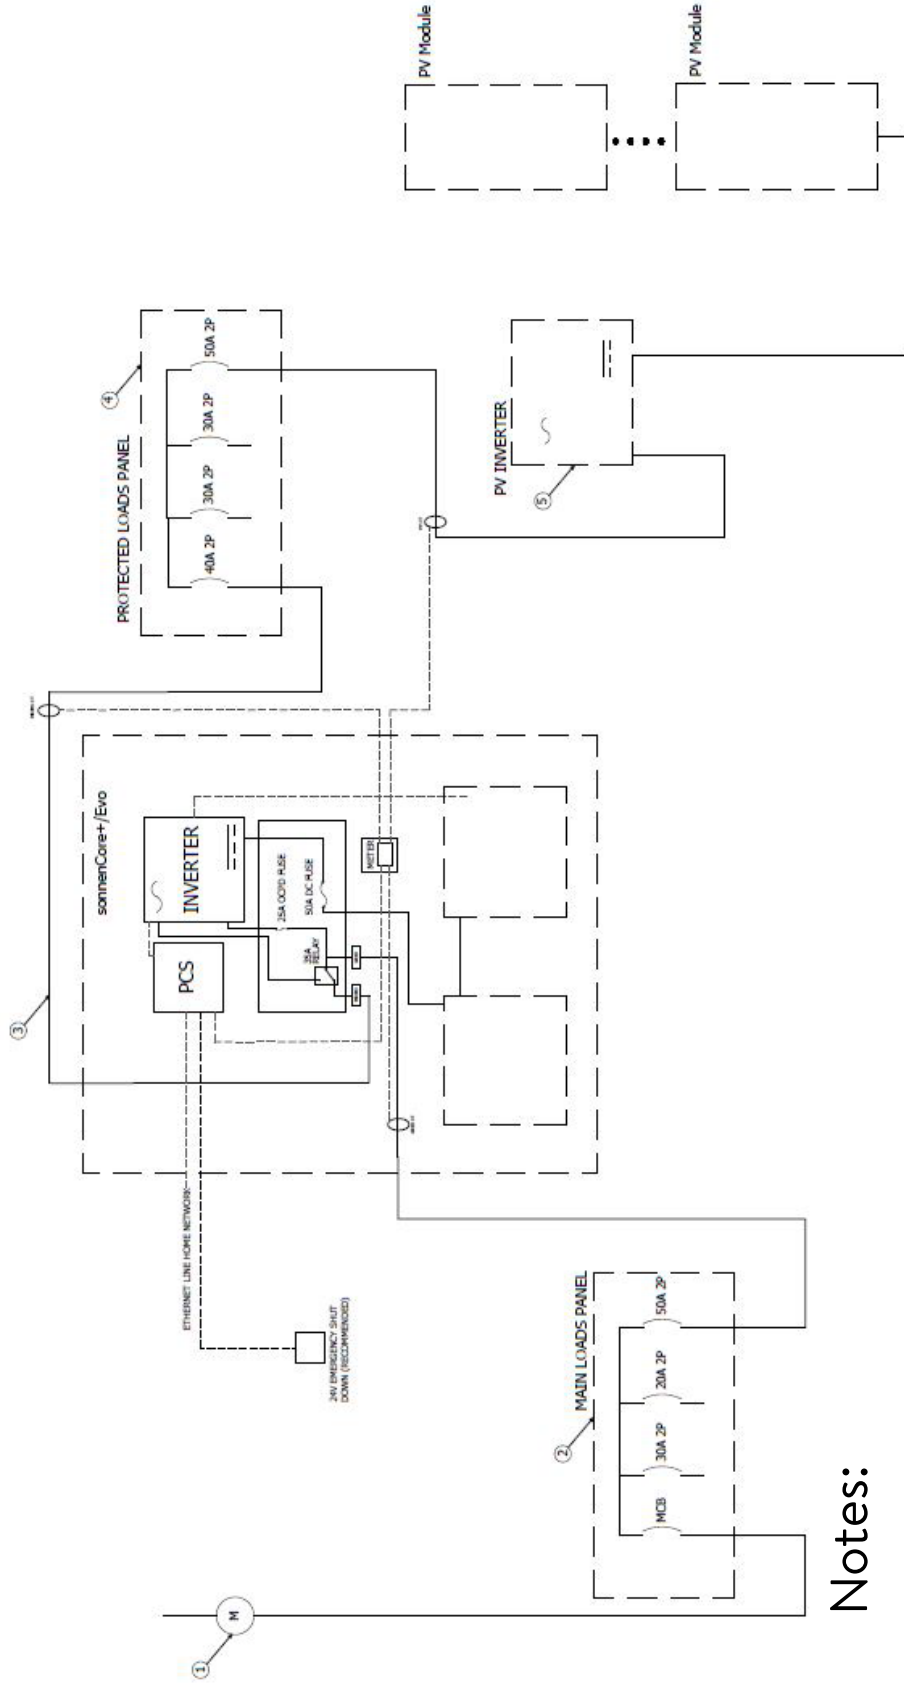 PV Module
PV Module
PROTECTED LOADS PANEL
4
40A 2P
30A 2P
30A 2P
50A 2P
PV INVERTER
5
sonnenCore+/Evo
3
INVERTER
PCS
25A OCPD FUSE
50A DC FUSE
35A
RELAY
METER
ETHERNET LINE HOME NETWORK
24V EMERGENCY SHUT
DOWN (RECOMMENDED)
MAIN LOADS PANEL
2
MCB
30A 2P
20A 2P
50A 2P
M
1
Notes: